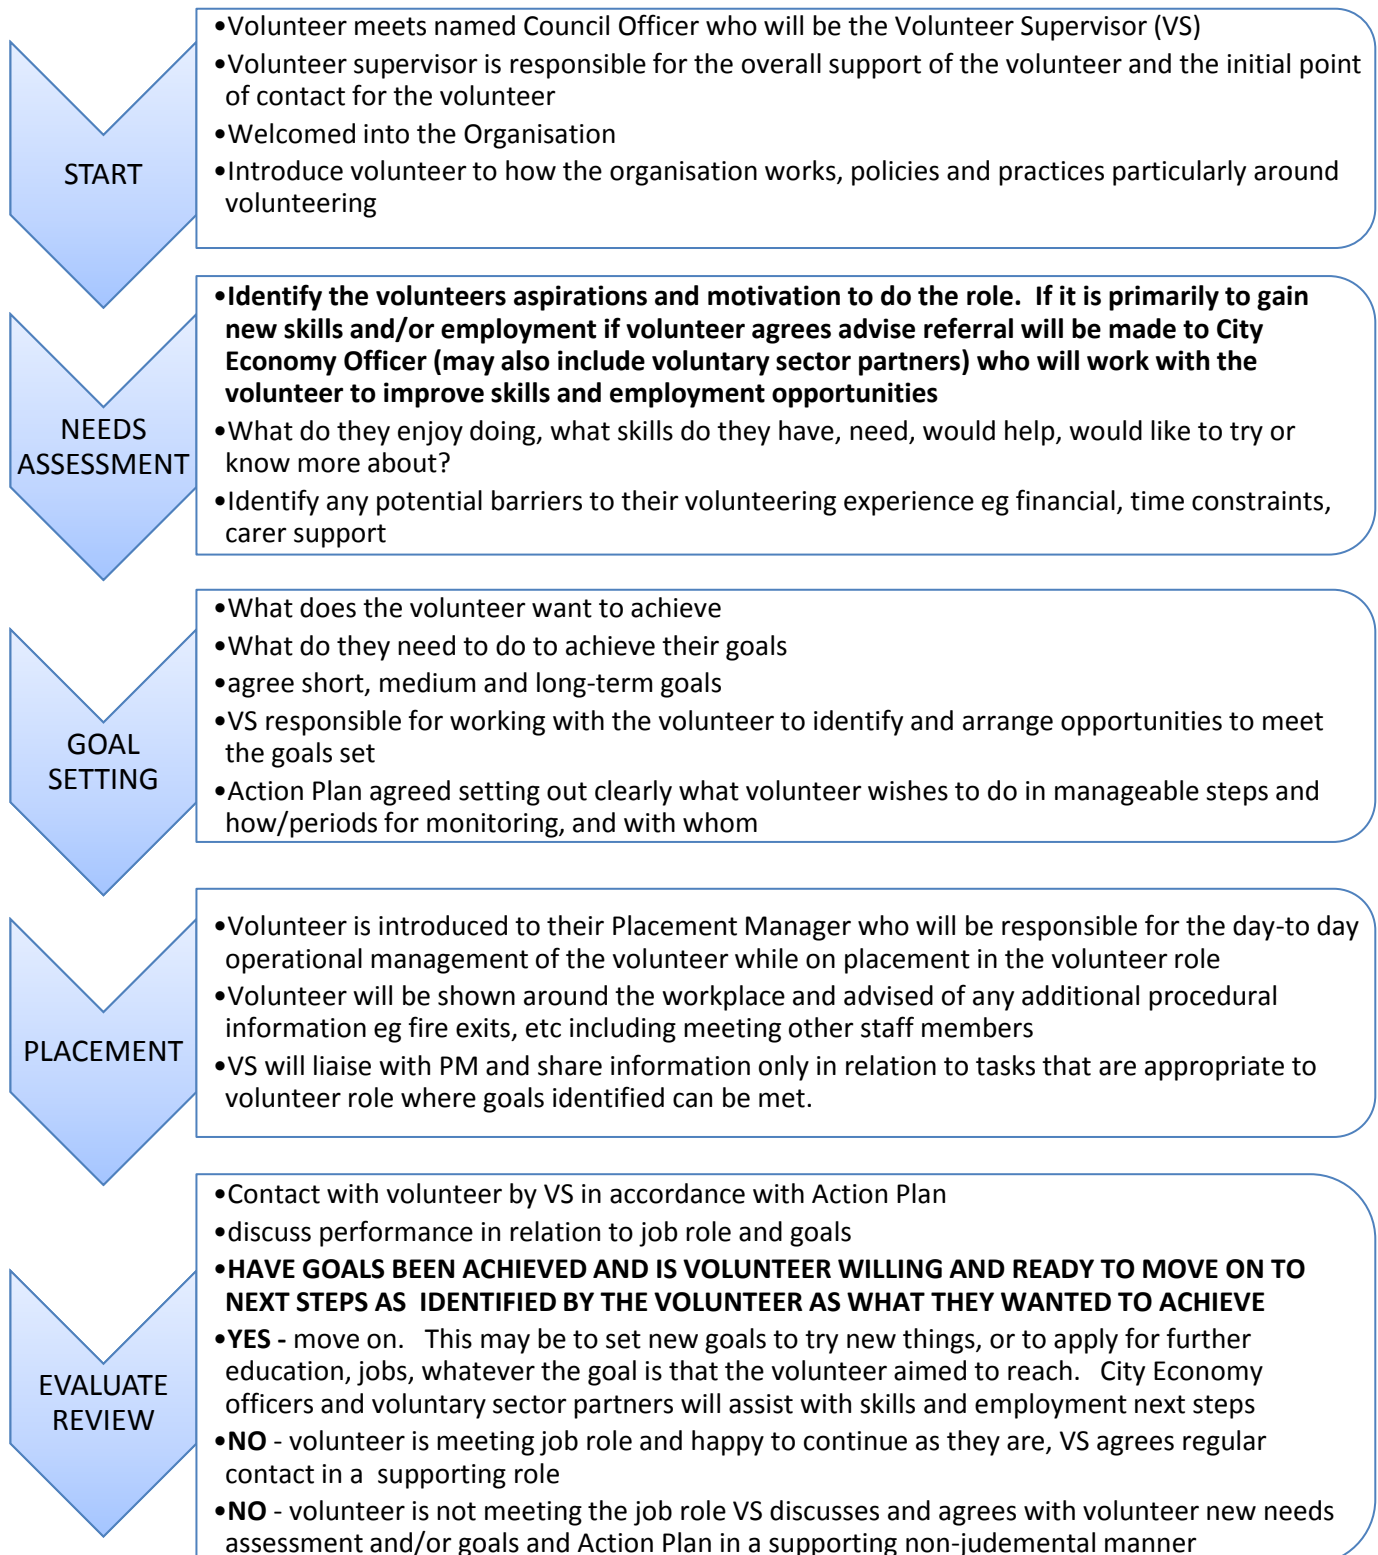 START
•Volunteer meets named Council Officer who will be the Volunteer Supervisor (VS)
•Volunteer supervisor is responsible for the overall support of the volunteer and the initial point
of contact for the volunteer
•Welcomed into the Organisation
•Introduce volunteer to how the organisation works, policies and practices particularly around
volunteering
NEEDS
ASSESSMENT
•Identify the volunteers aspirations and motivation to do the role.  If it is primarily to gain
new skills and/or employment if volunteer agrees advise referral will be made to City
Economy Officer (may also include voluntary sector partners) who will work with the
volunteer to improve skills and employment opportunities
•What do they enjoy doing, what skills do they have, need, would help, would like to try or
know more about?
•Identify any potential barriers to their volunteering experience eg financial, time constraints,
carer support
GOAL
SETTING
•What does the volunteer want to achieve
•What do they need to do to achieve their goals
•agree short, medium and long-term goals
•VS responsible for working with the volunteer to identify and arrange opportunities to meet
the goals set
•Action Plan agreed setting out clearly what volunteer wishes to do in manageable steps and
how/periods for monitoring, and with whom
PLACEMENT
•Volunteer is introduced to their Placement Manager who will be responsible for the day-to day
operational management of the volunteer while on placement in the volunteer role
•Volunteer will be shown around the workplace and advised of any additional procedural
information eg fire exits, etc including meeting other staff members
•VS will liaise with PM and share information only in relation to tasks that are appropriate to
volunteer role where goals identified can be met.
EVALUATE
REVIEW
•Contact with volunteer by VS in accordance with Action Plan
•discuss performance in relation to job role and goals
•HAVE GOALS BEEN ACHIEVED AND IS VOLUNTEER WILLING AND READY TO MOVE ON TO
NEXT STEPS AS  IDENTIFIED BY THE VOLUNTEER AS WHAT THEY WANTED TO ACHIEVE
•YES - move on.   This may be to set new goals to try new things, or to apply for further
education, jobs, whatever the goal is that the volunteer aimed to reach.   City Economy
officers and voluntary sector partners will assist with skills and employment next steps
•NO - volunteer is meeting job role and happy to continue as they are, VS agrees regular
contact in a  supporting role
•NO - volunteer is not meeting the job role VS discusses and agrees with volunteer new needs
assessment and/or goals and Action Plan in a supporting non-judemental manner